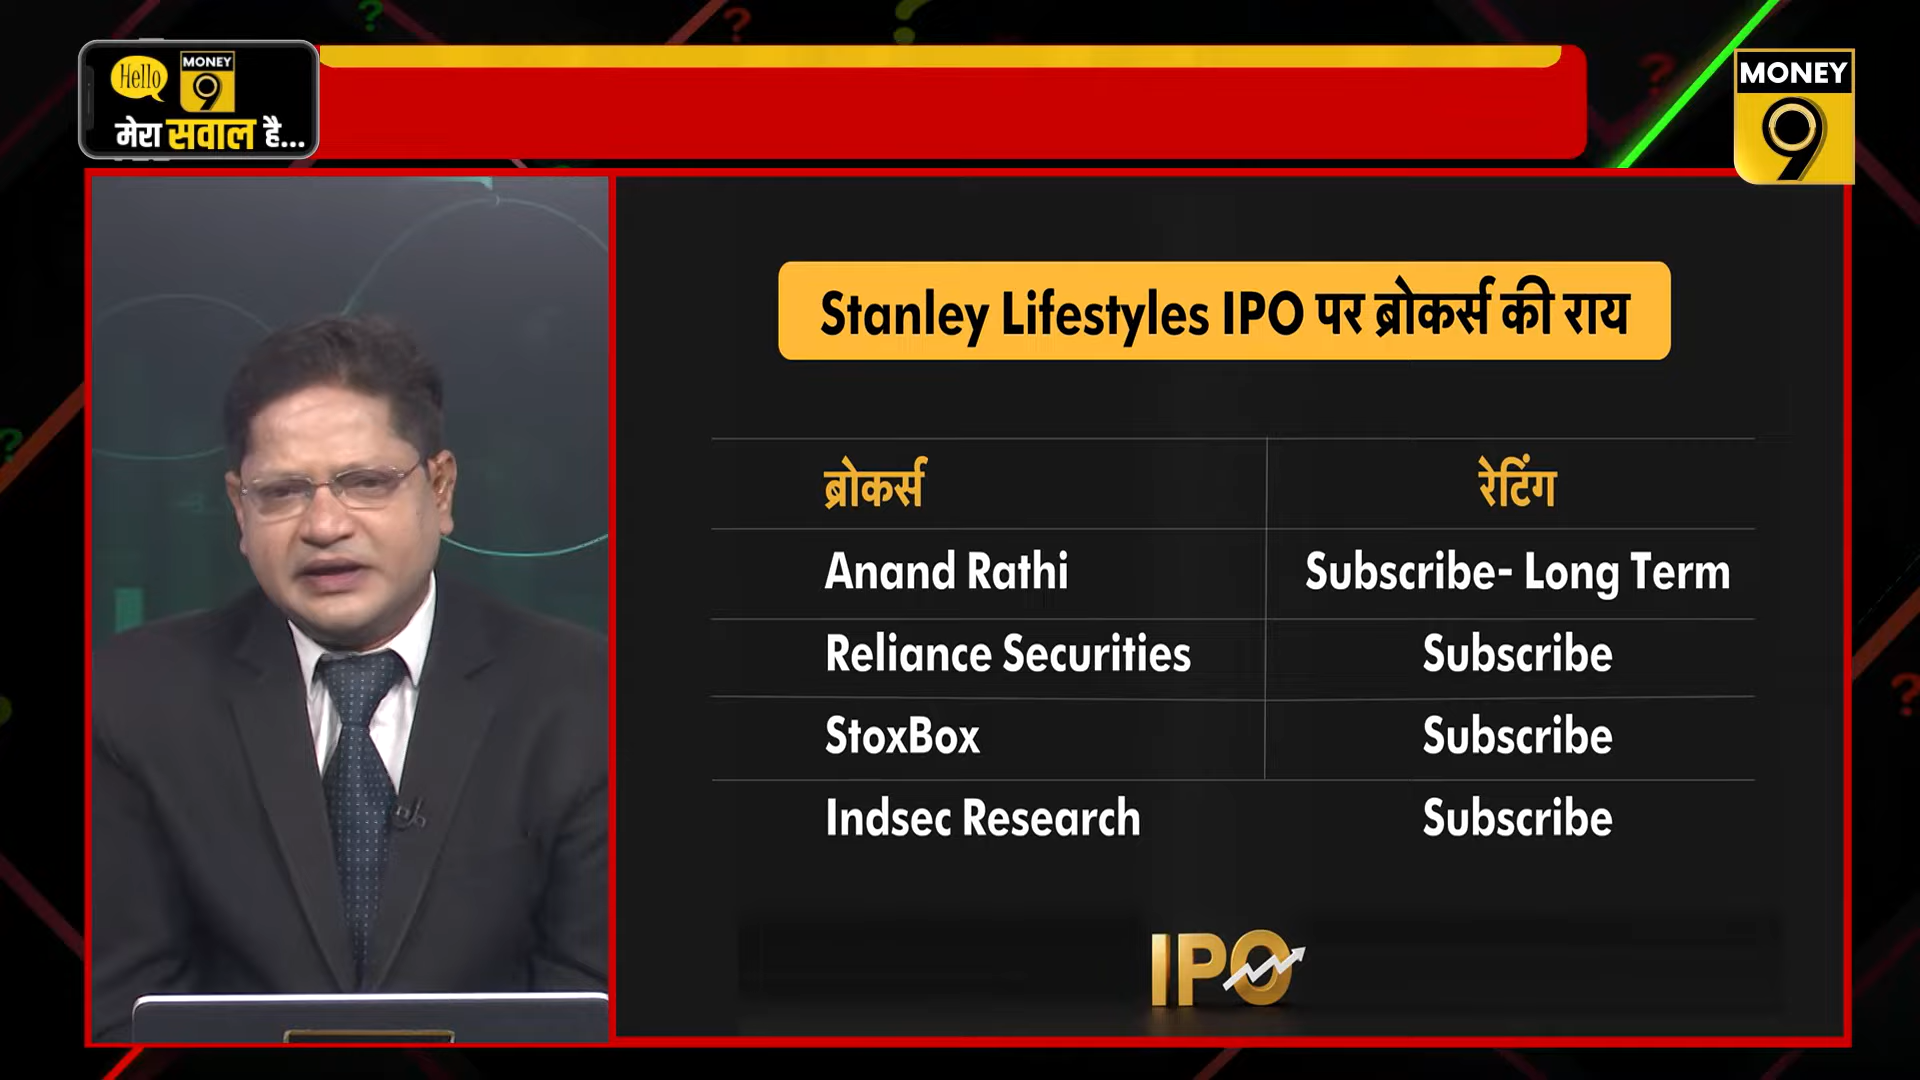 Hello
MONEY
9
मेरा सवाल है...
MONEY
9
Stanley Lifestyles IPO पर ब्रोकर्स की राय
ब्रोकर्स रेटिंग
Anand Rathi Subscribe- Long Term
Reliance Securities Subscribe
StoxBox Subscribe
Indsec Research Subscribe
IPO